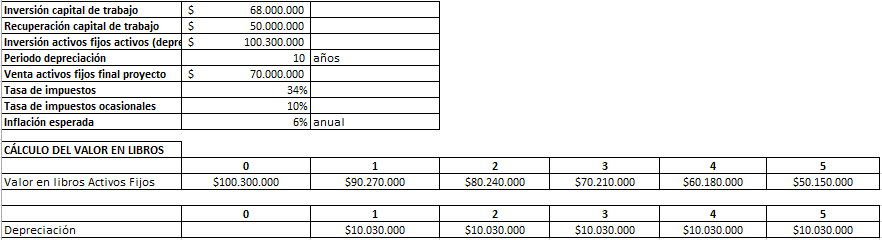 Inversión capital de trabajo $ 68.000.000
Recuperación capital de trabajo $ 50.000.000
Inversión activos fijos activos (depre $ 100.300.000
Periodo depreciación 10 años
Venta activos fijos final proyecto $ 70.000.000
Tasa de impuestos 34%
Tasa de impuestos ocasionales 10%
Inflación esperada 6% anual
CÁLCULO DEL VALOR EN LIBROS
0 1 2 3 4 5
Valor en libros Activos Fijos $100.300.000 $90.270.000 $80.240.000 $70.210.000 $60.180.000 $50.150.000
0 1 2 3 4 5
Depreciación $10.030.000 $10.030.000 $10.030.000 $10.030.000 $10.030.000